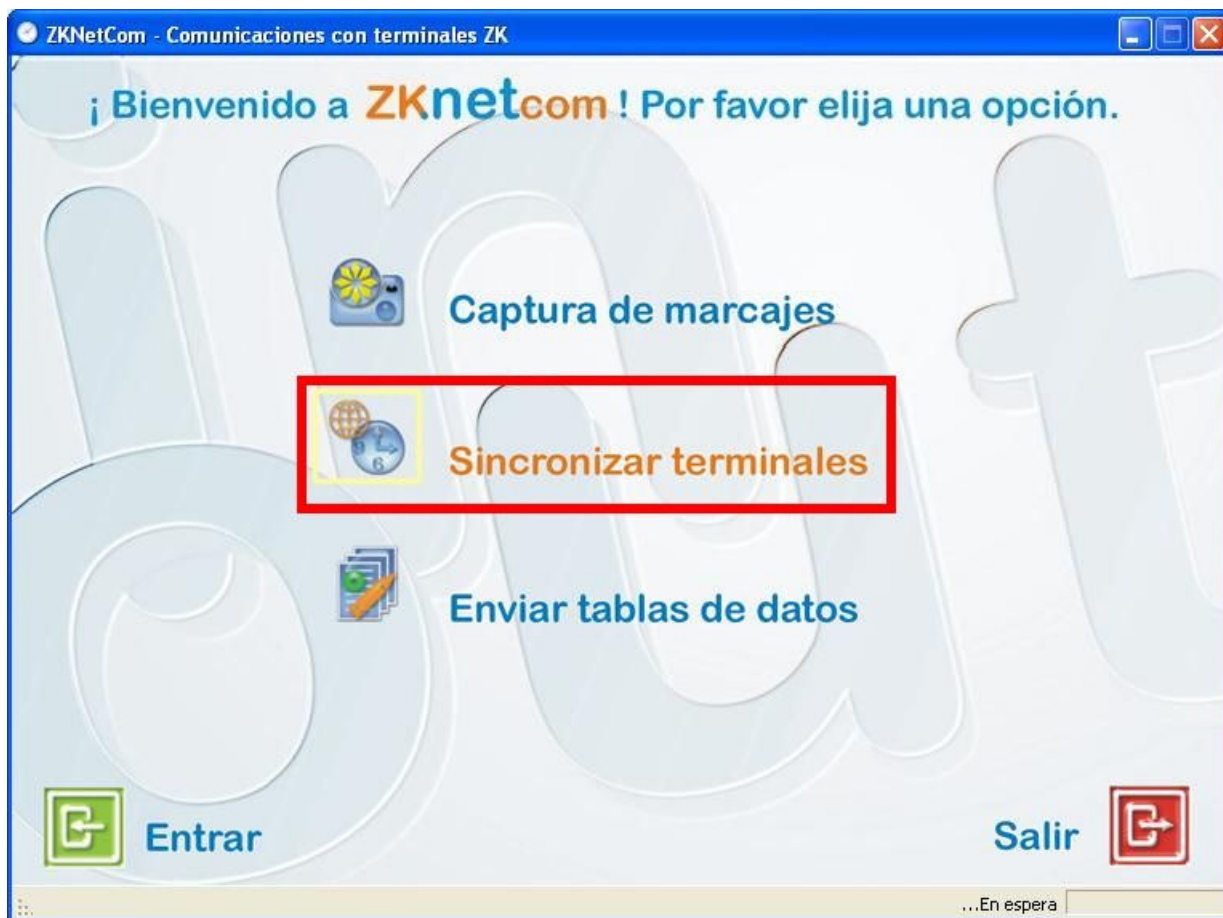 ZKNetCom - Comunicaciones con terminales ZK
¡ Bienvenido a ZKnetcom ! Por favor elija una opción.
Captura de marcajes
Sincronizar terminales
Enviar tablas de datos
Entrar
Salir
...En espera